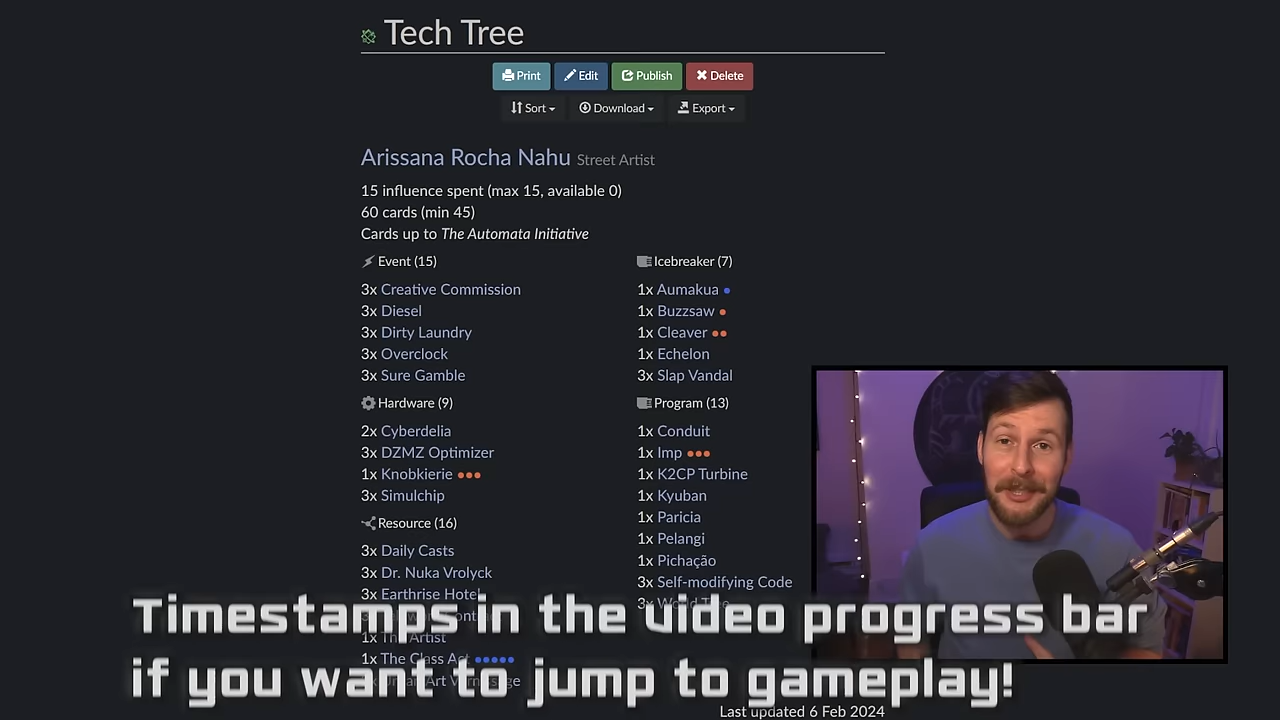 Tech Tree
Print Edit Publish Delete
Sort Download Export
Arissana Rocha Nahu Street Artist
15 influence spent (max 15, available 0)
60 cards (min 45)
Cards up to The Automata Initiative
Event (15)
3x Creative Commission
3x Diesel
3x Dirty Laundry
3x Overclock
3x Sure Gamble
Hardware (9)
2x Cyberdelia
3x DZMZ Optimizer
1x Knobkierie
3x Simulchip
Resource (16)
3x Daily Casts
3x Dr. Nuka Vrolyck
3x Earthrise Hotel
1x The Artist
1x The Class Act
Icebreaker (7)
1x Aumakua
1x Buzzsaw
1x Cleaver
1x Echelon
3x Slap Vandal
Program (13)
1x Conduit
1x Imp
1x K2CP Turbine
1x Kyuban
1x Paricia
1x Pelangi
1x Pichação
3x Self-modifying Code
3x World Tree
Timestamps in the video progress bar
if you want to jump to gameplay!
Last updated 6 Feb 2024